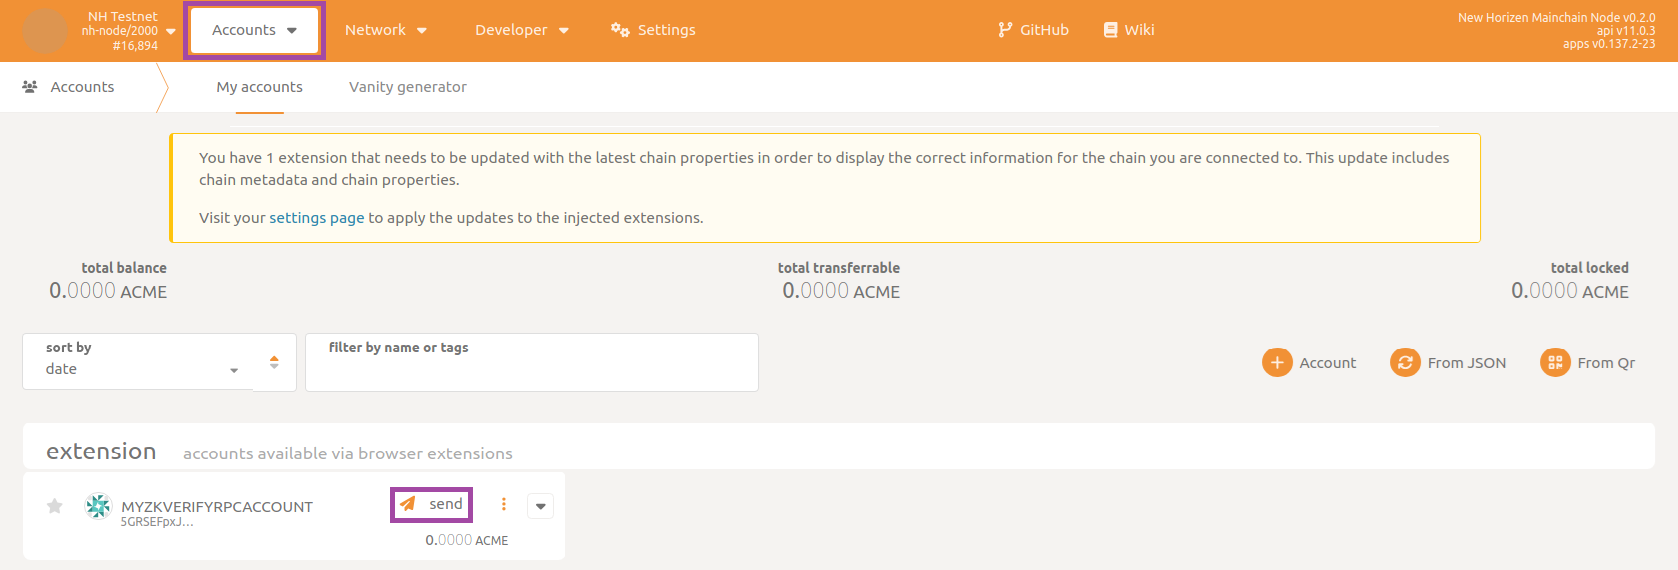 NH Testnet
nh-node/2000
#16,894
Accounts
Network
Developer
Settings
GitHub
Wiki
New Horizen Mainchain Node v0.2.0
api v11.0.3
apps v0.137.2-23
Accounts
My accounts
Vanity generator
You have 1 extension that needs to be updated with the latest chain properties in order to display the correct information for the chain you are connected to. This update includes
chain metadata and chain properties.
Visit your settings page to apply the updates to the injected extensions.
total balance
0.0000 ACME
total transferrable
0.0000 ACME
total locked
0.0000 ACME
sort by
date
filter by name or tags
Account
From JSON
From Qr
extension
accounts available via browser extensions
MYZKVERIFYRPCACCOUNT
5GRSEFpxJ...
send
0.0000 ACME